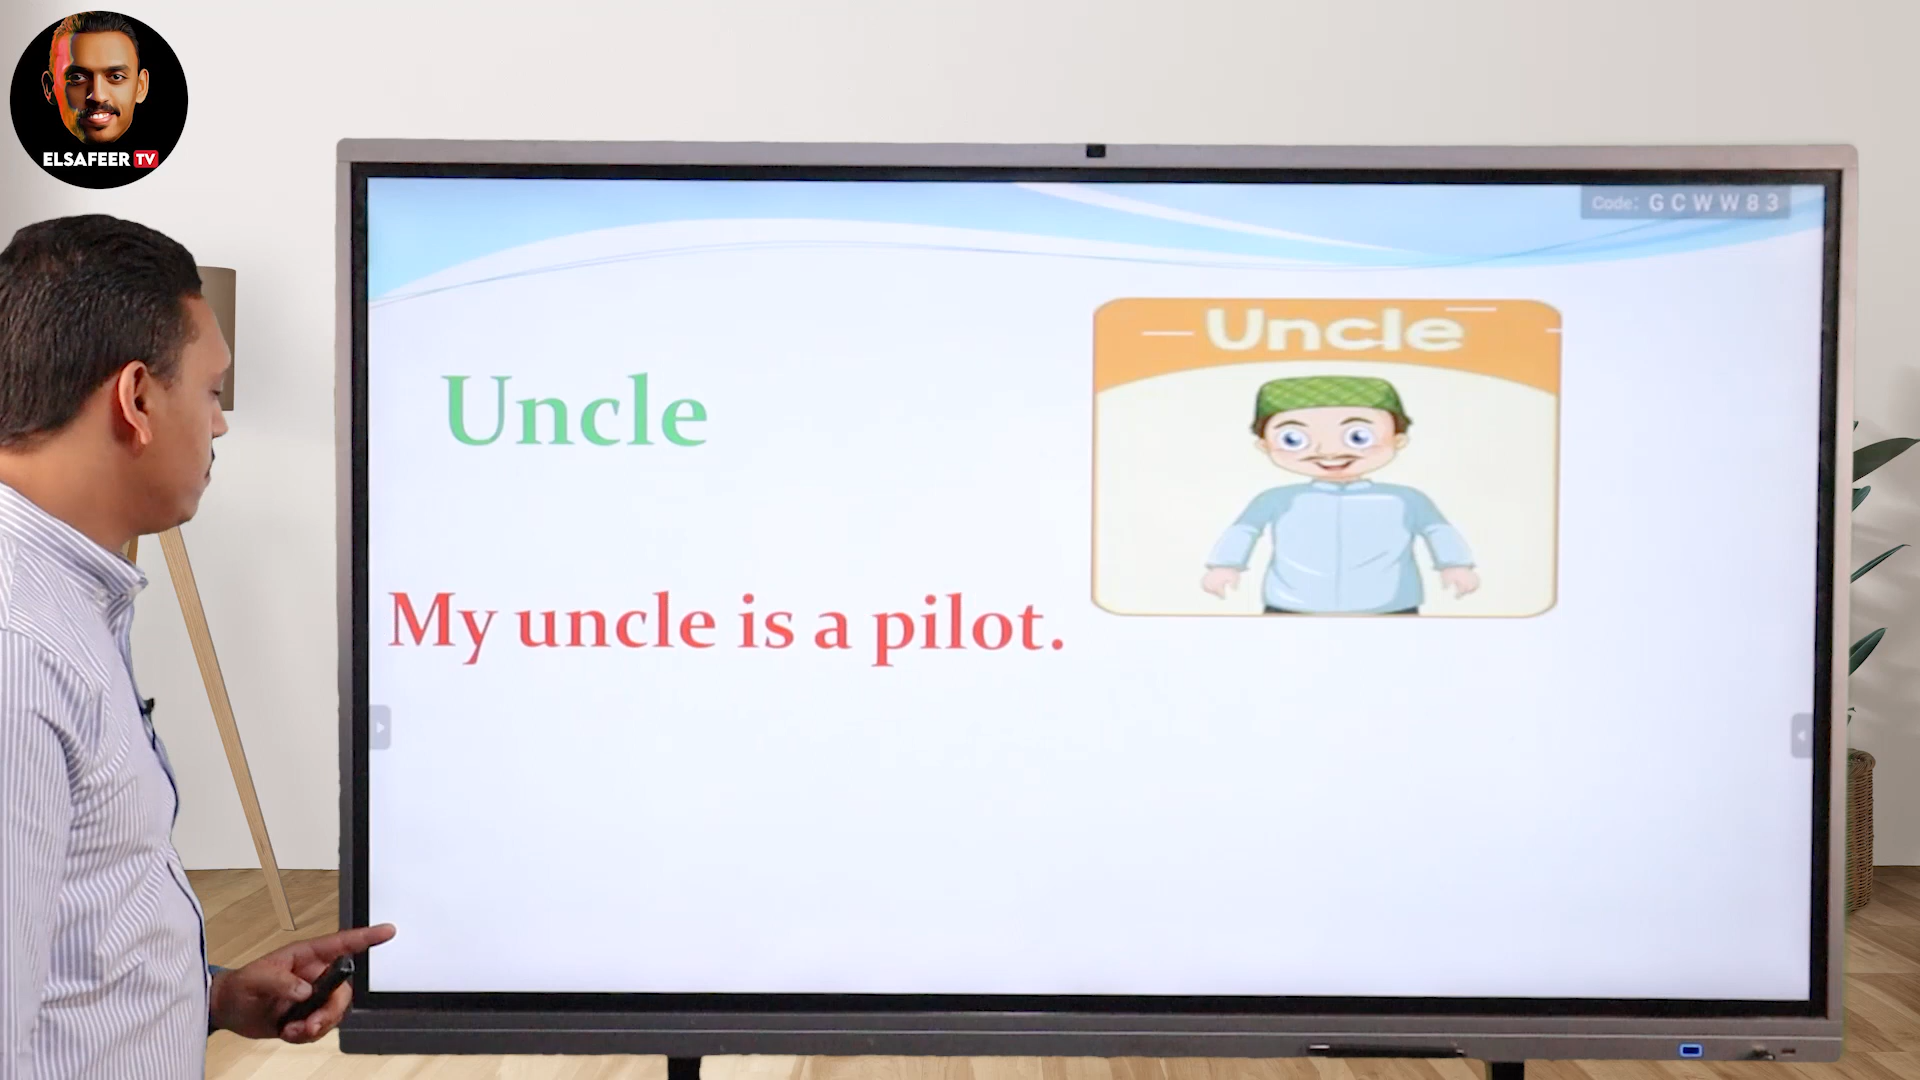 ELSAFEER TV
Code: GCWW83
Uncle
Uncle
My uncle is a pilot.